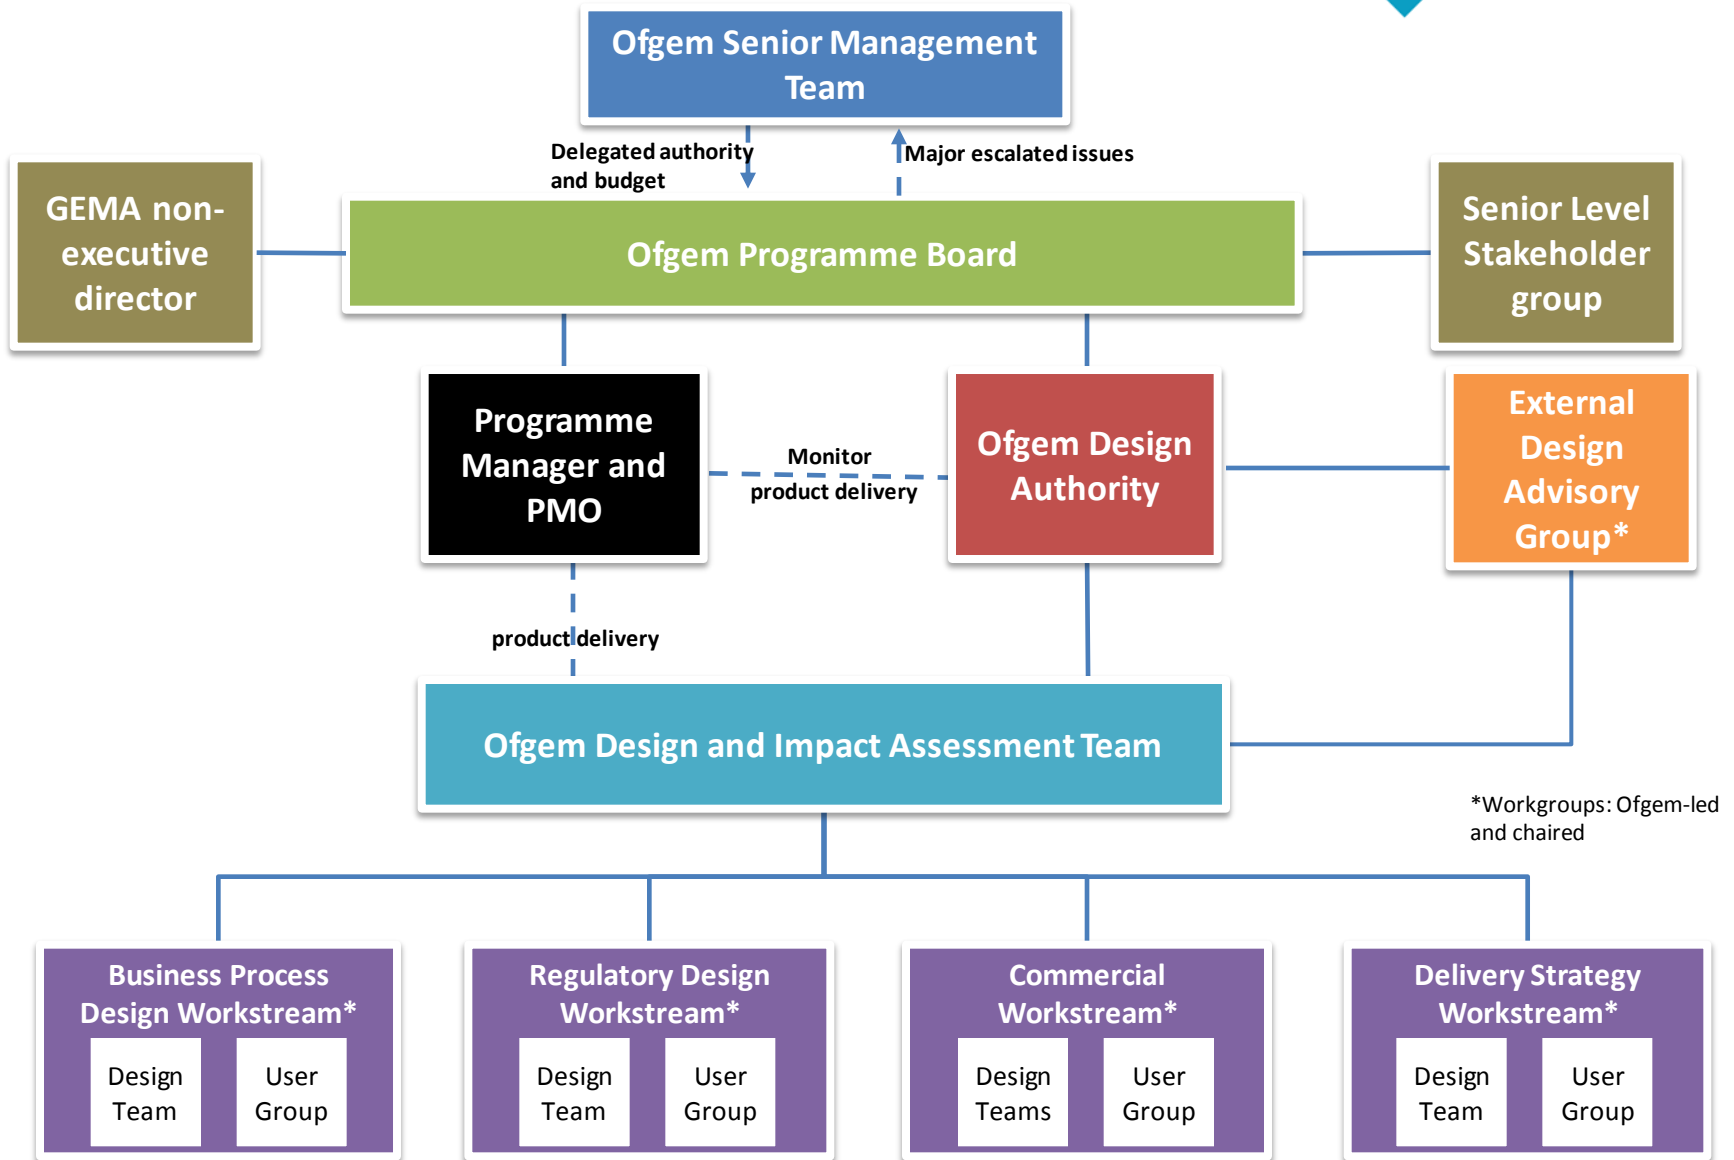 Ofgem Senior Management
Team
Delegated authority
and budget
Major escalated issues
GEMA non-
executive
director
Ofgem Programme Board
Senior Level
Stakeholder
group
Programme
Manager and
PMO
Monitor
product delivery
Ofgem Design
Authority
External
Design
Advisory
Group*
product delivery
Ofgem Design and Impact Assessment Team
*Workgroups: Ofgem-led
and chaired
Business Process
Design Workstream*
Design
Team
User
Group
Regulatory Design
Workstream*
Design
Team
User
Group
Commercial
Workstream*
Design
Teams
User
Group
Delivery Strategy
Workstream*
Design
Team
User
Group